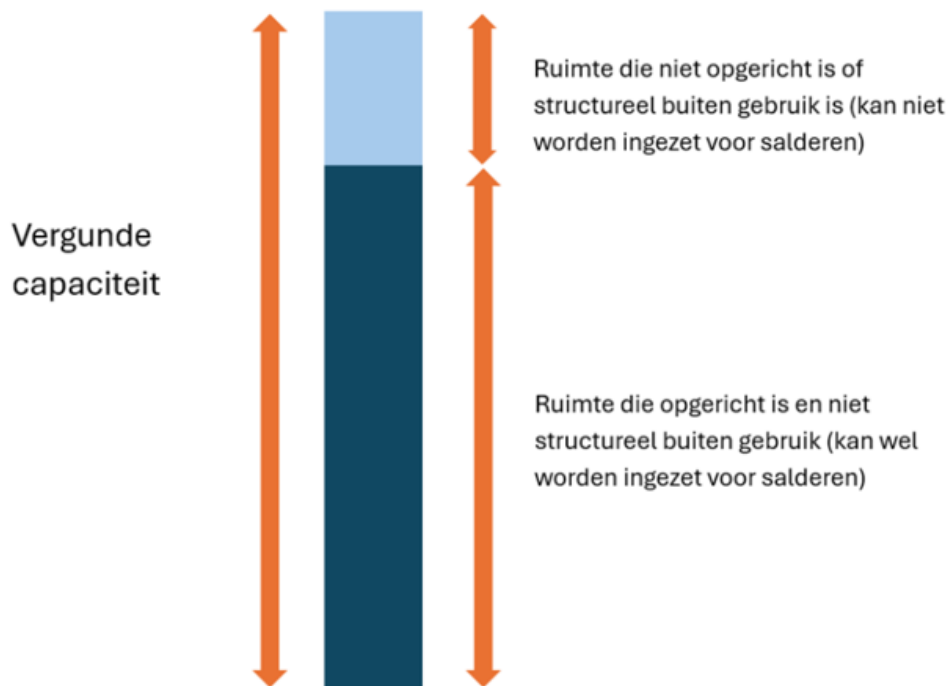 Ruimte die niet opgericht is of
structureel buiten gebruik is (kan niet
worden ingezet voor salderen)
Vergunde
capaciteit
Ruimte die opgericht is en niet
structureel buiten gebruik (kan wel
worden ingezet voor salderen)